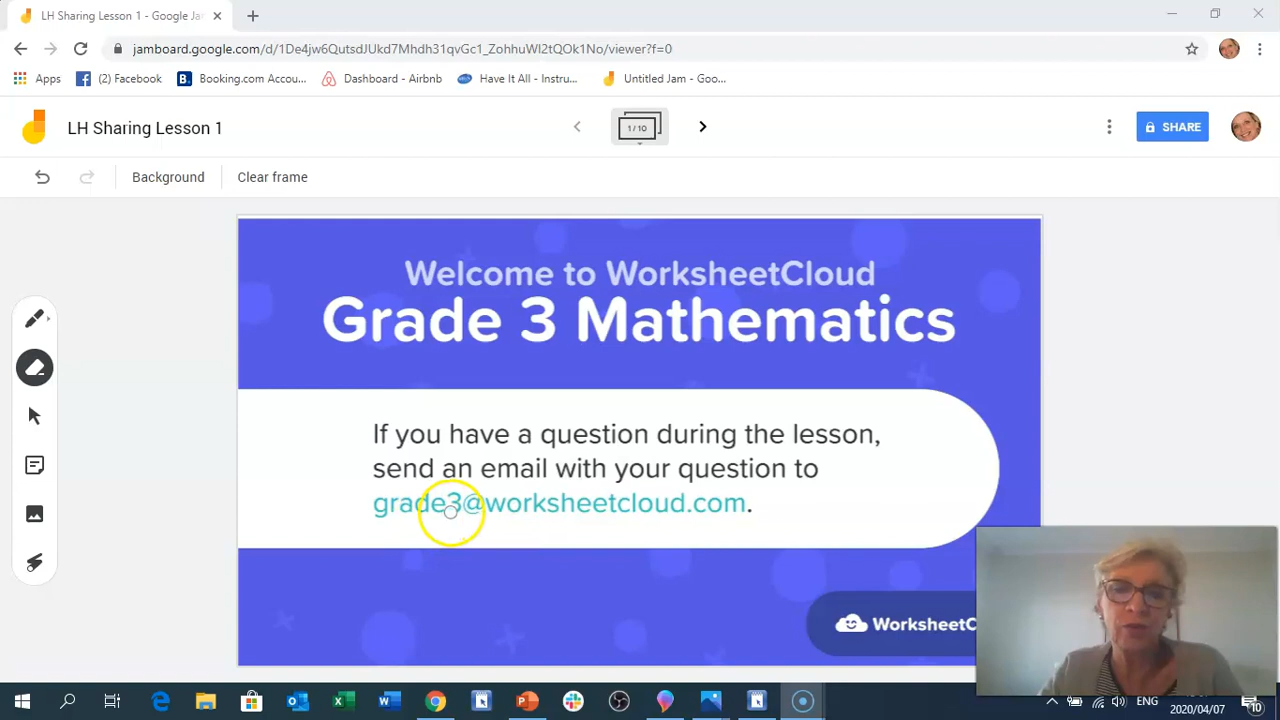 LH Sharing Lesson 1 - Google Jar
jamboard.google.com/d/1De4jw6QutsdJUkd7Mhdh31qvGc1_ZohhuWl2tQOk1No/viewer?f=0
Apps (2) Facebook Booking.com Accou... Dashboard - Airbnb Have It All - Instru... Untitled Jam - Goo...
LH Sharing Lesson 1 1/10 SHARE
Background Clear frame
Welcome to WorksheetCloud
Grade 3 Mathematics
If you have a question during the lesson,
send an email with your question to
grade3@worksheetcloud.com.
WorksheetC
ENG
2020/04/07 10